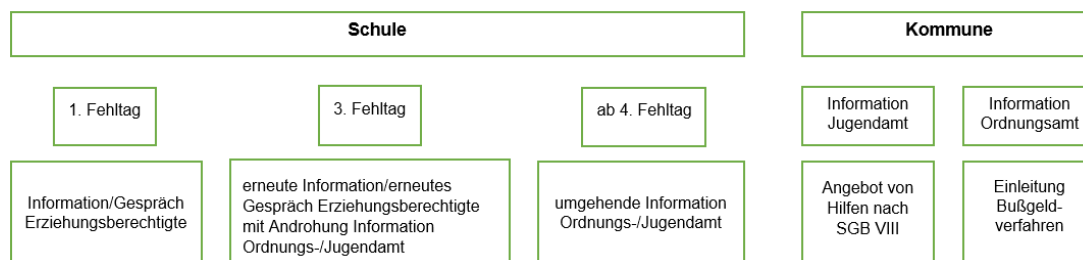 Schule
Kommune
1. Fehltag
3. Fehltag
ab 4. Fehltag
Information
Jugendamt
Information
Ordnungsamt
Information/Gespräch
Erziehungsberechtigte
erneute Information/erneutes
Gespräch Erziehungsberechtigte
mit Androhung Information
Ordnungs-/Jugendamt
umgehende Information
Ordnungs-/Jugendamt
Angebot von
Hilfen nach
SGB VIII
Einleitung
Bußgeld-
verfahren